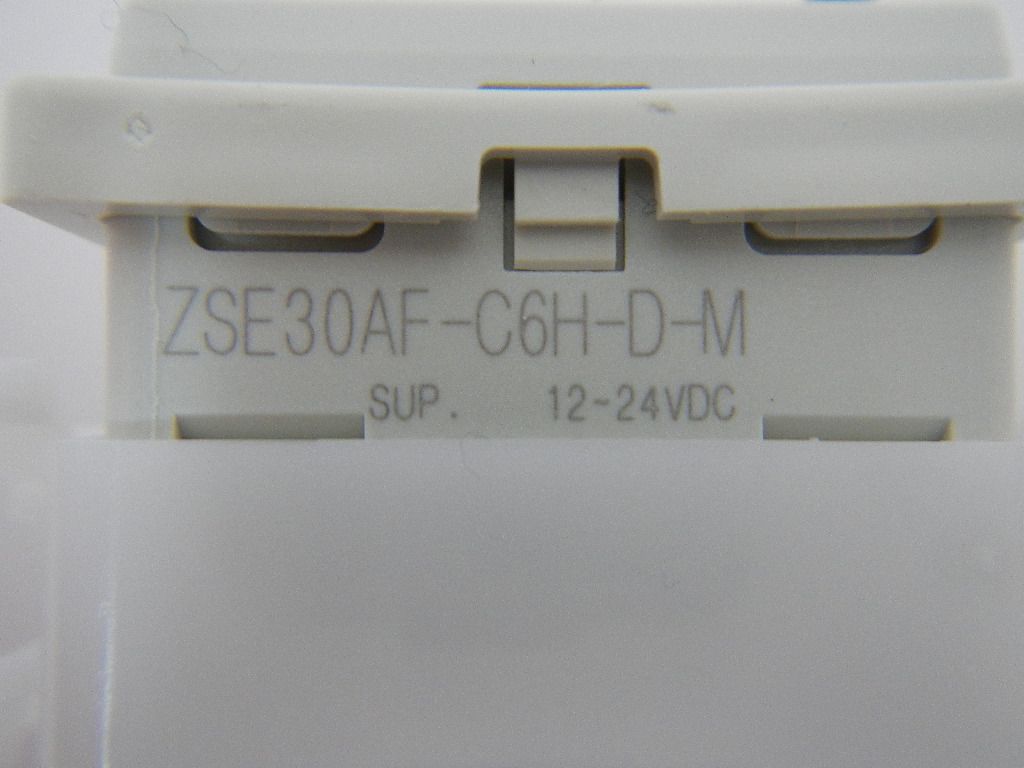 ZSE30AF-C6H-D-M
SUP. 12~24VDC